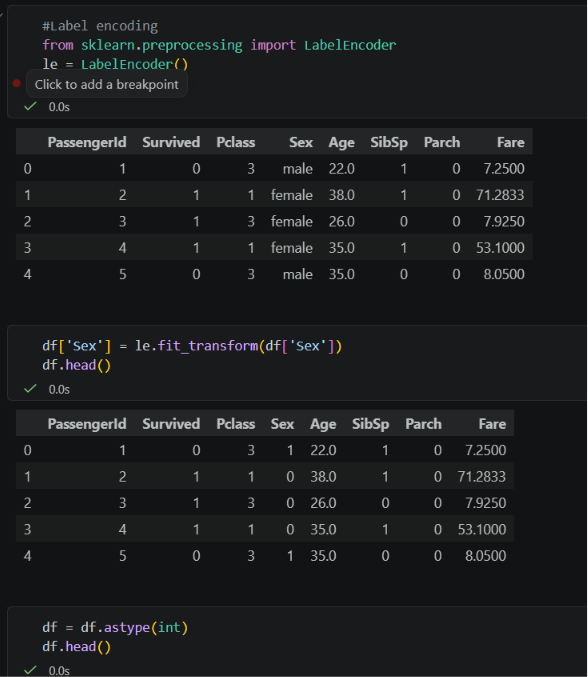 #Label encoding
from sklearn.preprocessing import LabelEncoder
le = LabelEncoder()
Click to add a breakpoint
0.0s
PassengerId Survived Pclass Sex Age SibSp Parch Fare
0 1 0 3 male 22.0 1 0 7.2500
1 2 1 1 female 38.0 1 0 71.2833
2 3 1 3 female 26.0 0 0 7.9250
3 4 1 1 female 35.0 1 0 53.1000
4 5 0 3 male 35.0 0 0 8.0500
df['Sex'] = le.fit_transform(df['Sex'])
df.head()
0.0s
PassengerId Survived Pclass Sex Age SibSp Parch Fare
0 1 0 3 1 22.0 1 0 7.2500
1 2 1 1 0 38.0 1 0 71.2833
2 3 1 3 0 26.0 0 0 7.9250
3 4 1 1 0 35.0 1 0 53.1000
4 5 0 3 1 35.0 0 0 8.0500
df = df.astype(int)
df.head()
0.0s